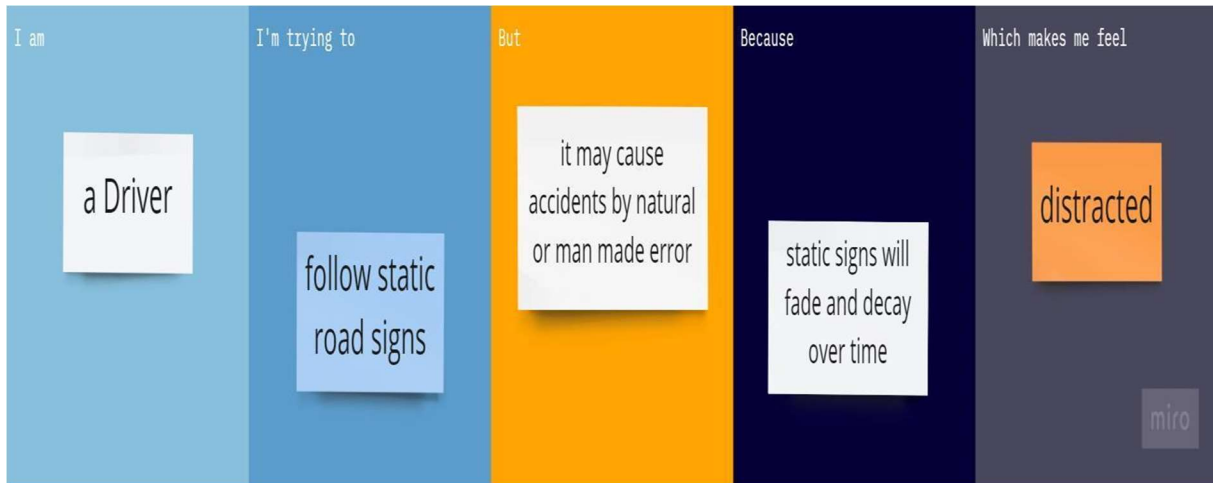 I am
a Driver
I'm trying to
follow static
road signs
But
it may cause
accidents by natural
or man made error
Because
static signs will
fade and decay
over time
Which makes me feel
distracted
miro